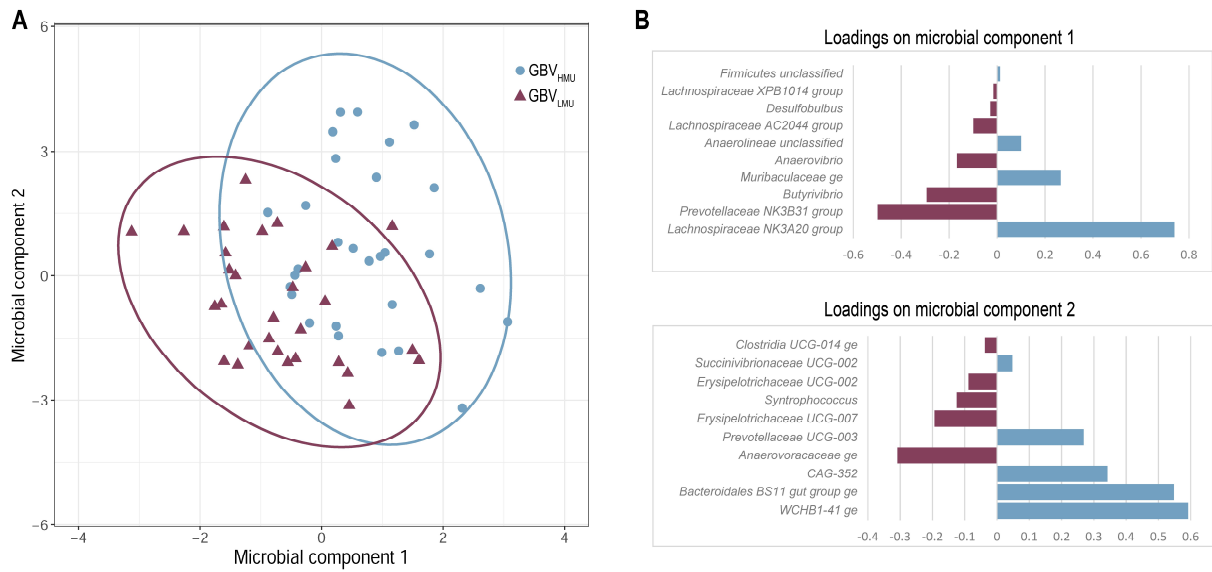 A
6
3
0
−3
−6
Microbial component 2
−4
−2
0
2
4
Microbial component 1
GBV HMU
GBV LMU
B
Loadings on microbial component 1
Firmicutes unclassified
Lachnospiraceae XPB1014 group
Desulfobulbus
Lachnospiraceae AC2044 group
Anaerolineae unclassified
Anaerovibrio
Muribaculaceae ge
Butyrivibrio
Prevotellaceae NK3B31 group
Lachnospiraceae NK3A20 group
-0.6 -0.4 -0.2 0 0.2 0.4 0.6 0.8
Loadings on microbial component 2
Clostridia UCG-014 ge
Succinivibrionaceae UCG-002
Erysipelotrichaceae UCG-002
Syntrophococcus
Erysipelotrichaceae UCG-007
Prevotellaceae UCG-003
Anaerovoracaceae ge
CAG-352
Bacteroidales BS11 gut group ge
WCHB1-41 ge
-0.4 -0.3 -0.2 -0.1 0 0.1 0.2 0.3 0.4 0.5 0.6